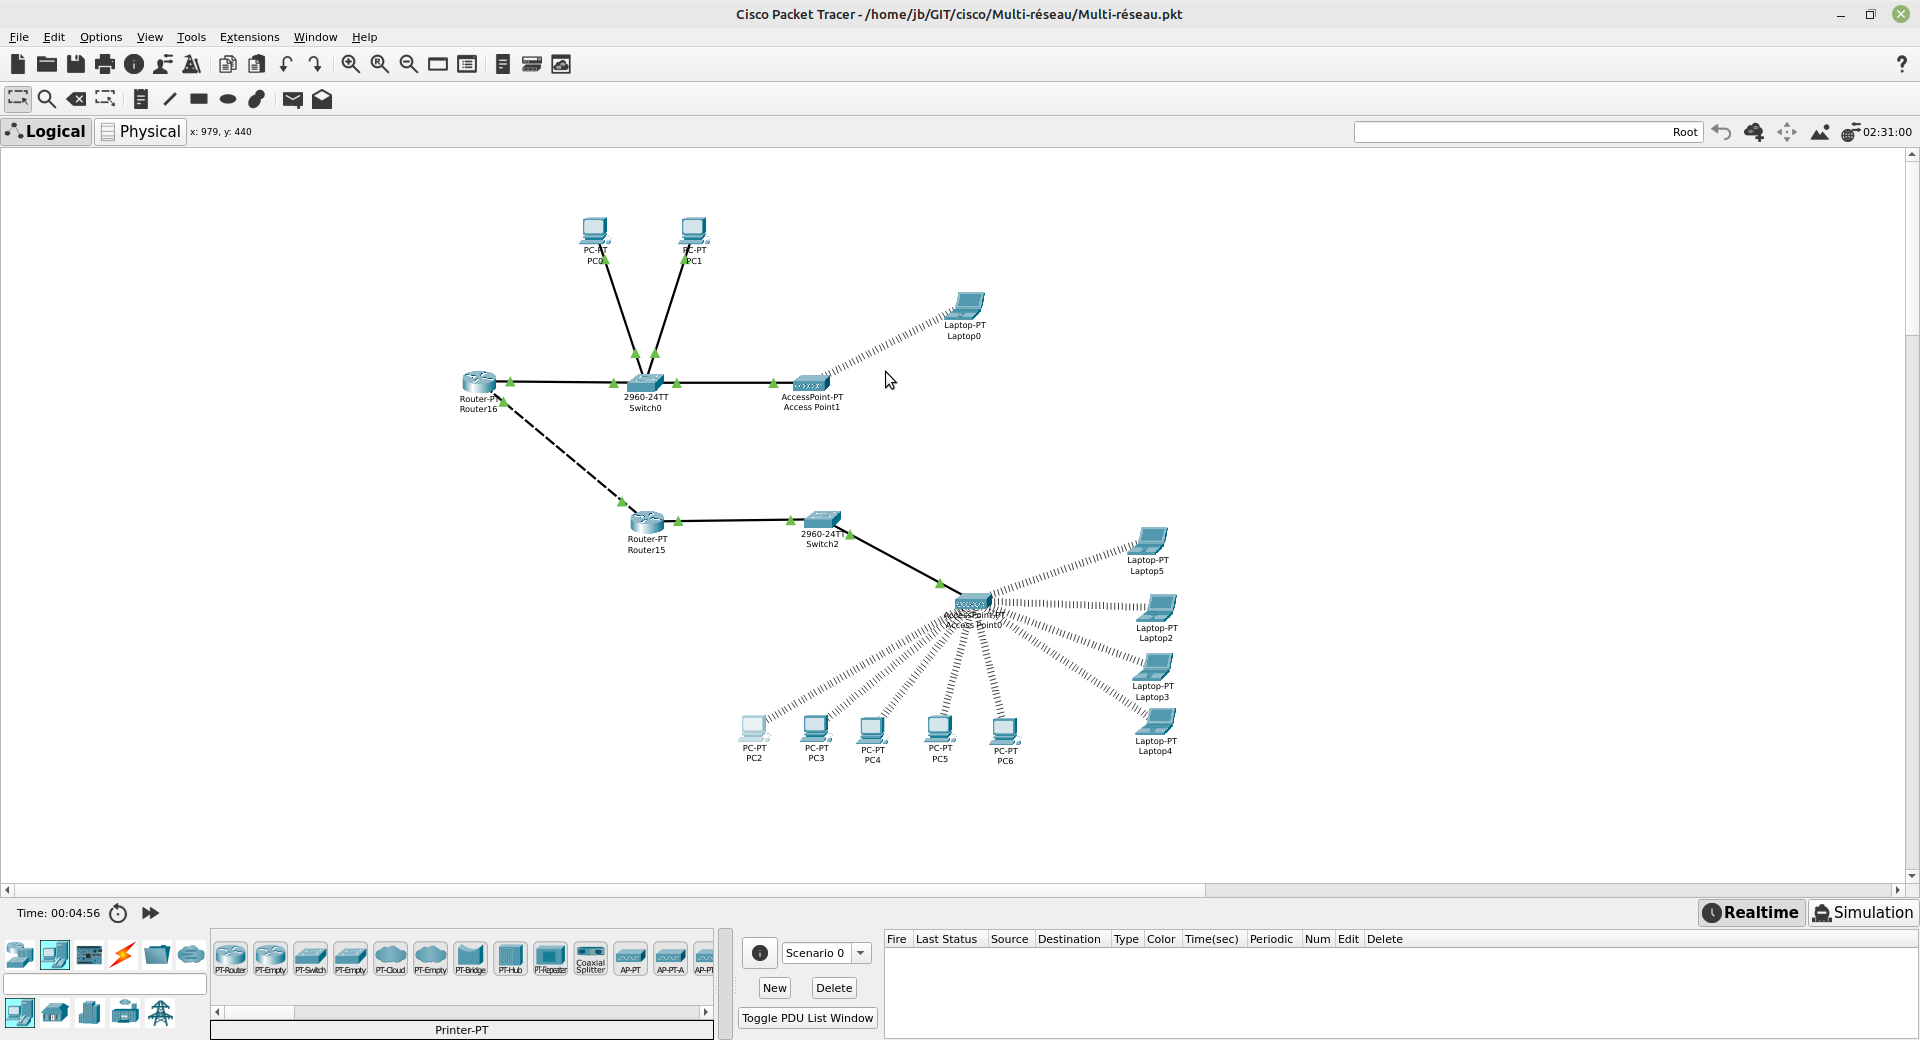 Cisco Packet Tracer - /home/jb/GIT/cisco/Multi-réseau/Multi-réseau.pkt
File Edit Options View Tools Extensions Window Help
Logical Physical x: 979, y: 440 Root 02:31:00
PC-PT
PC0
PC-PT
PC1
Laptop-PT
Laptop0
Router-PT
Router16
2960-24TT
Switch0
AccessPoint-PT
Access Point1
Router-PT
Router15
2960-24TT
Switch2
AccessPoint-PT
Access Point0
Laptop-PT
Laptop5
Laptop-PT
Laptop2
Laptop-PT
Laptop3
Laptop-PT
Laptop4
PC-PT
PC2
PC-PT
PC3
PC-PT
PC4
PC-PT
PC5
PC-PT
PC6
Time: 00:04:56 Realtime Simulation
PT-Router PT-Empty PT-Switch PT-Empty PT-Cloud PT-Empty PT-Bridge PT-Hub PT-Repeater Coaxial Splitter AP-PT AP-PT-A AP-PT
Printer-PT
Scenario 0
New Delete
Toggle PDU List Window
Fire Last Status Source Destination Type Color Time(sec) Periodic Num Edit Delete